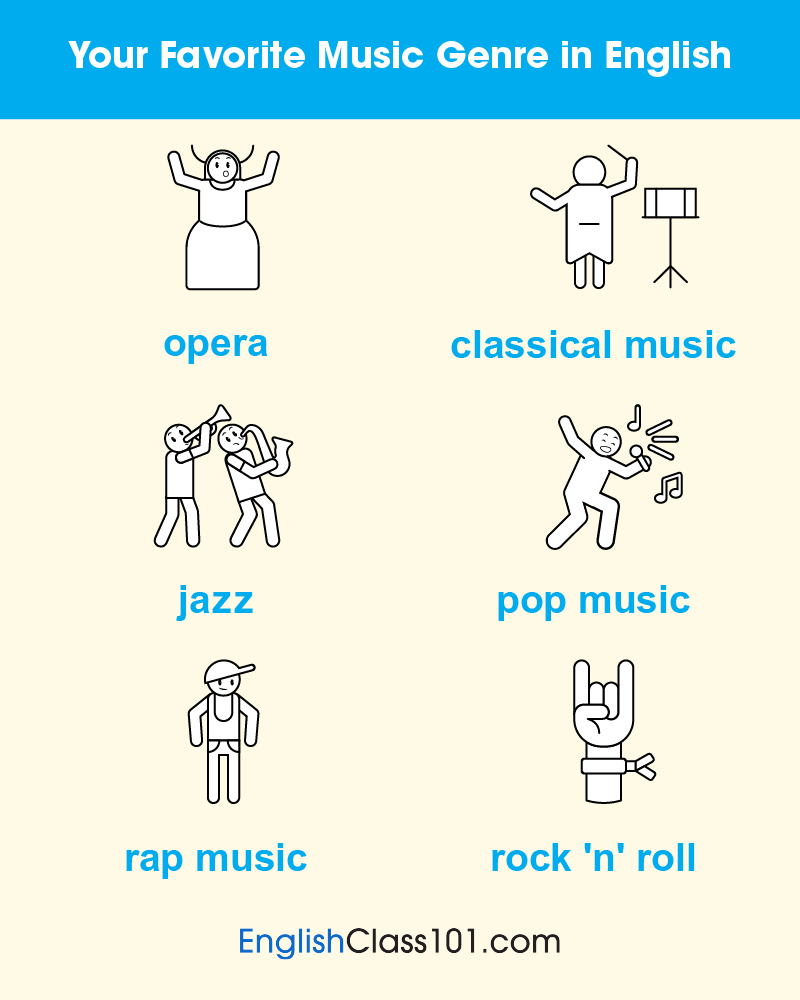 Your Favorite Music Genre in English
opera
classical music
jazz
pop music
rap music
rock 'n' roll
EnglishClass101.com